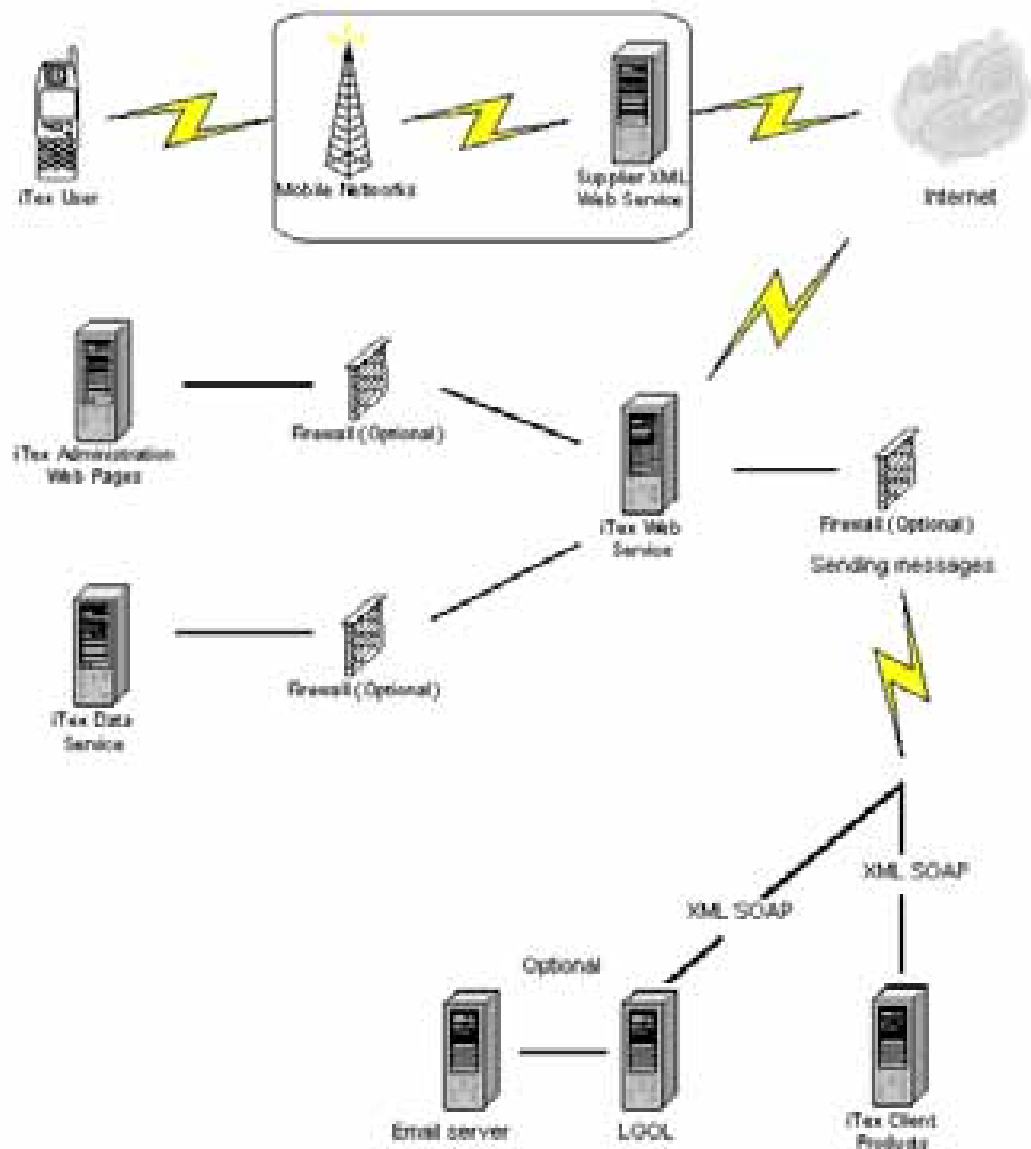 iTex User
Mobile Networks
Supplier XML
Web Service
Internet
iTex Administration
Web Pages
Firewall (Optional)
iTex Web
Service
Firewall (Optional)
Sending messages
iTex Data
Service
Firewall (Optional)
XML SOAP
XML SOAP
Optional
Email server
LGOL
iTex Client
Products